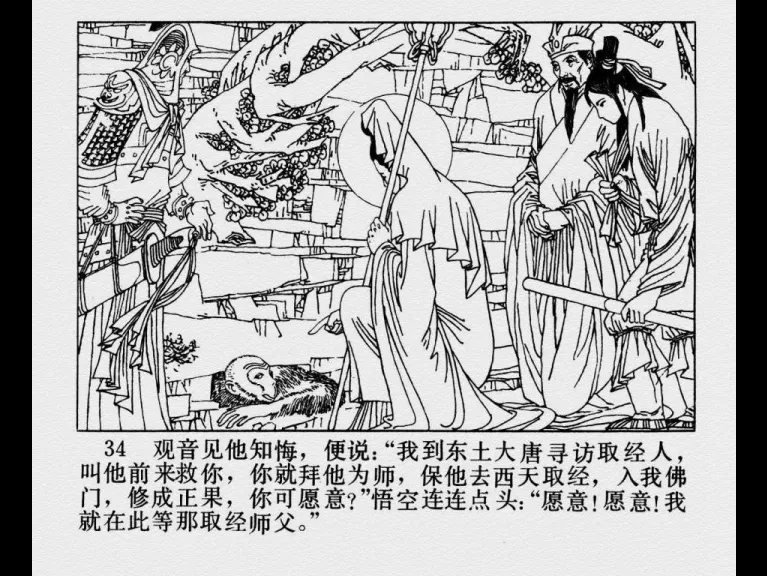 34 观音见他知悔，便说：“我到东土大唐寻访取经人，
叫他前来救你，你就拜他为师，保他去西天取经，入我佛
门，修成正果，你可愿意？”悟空连连点头：“愿意！愿意！我
就在此等那取经师父。”